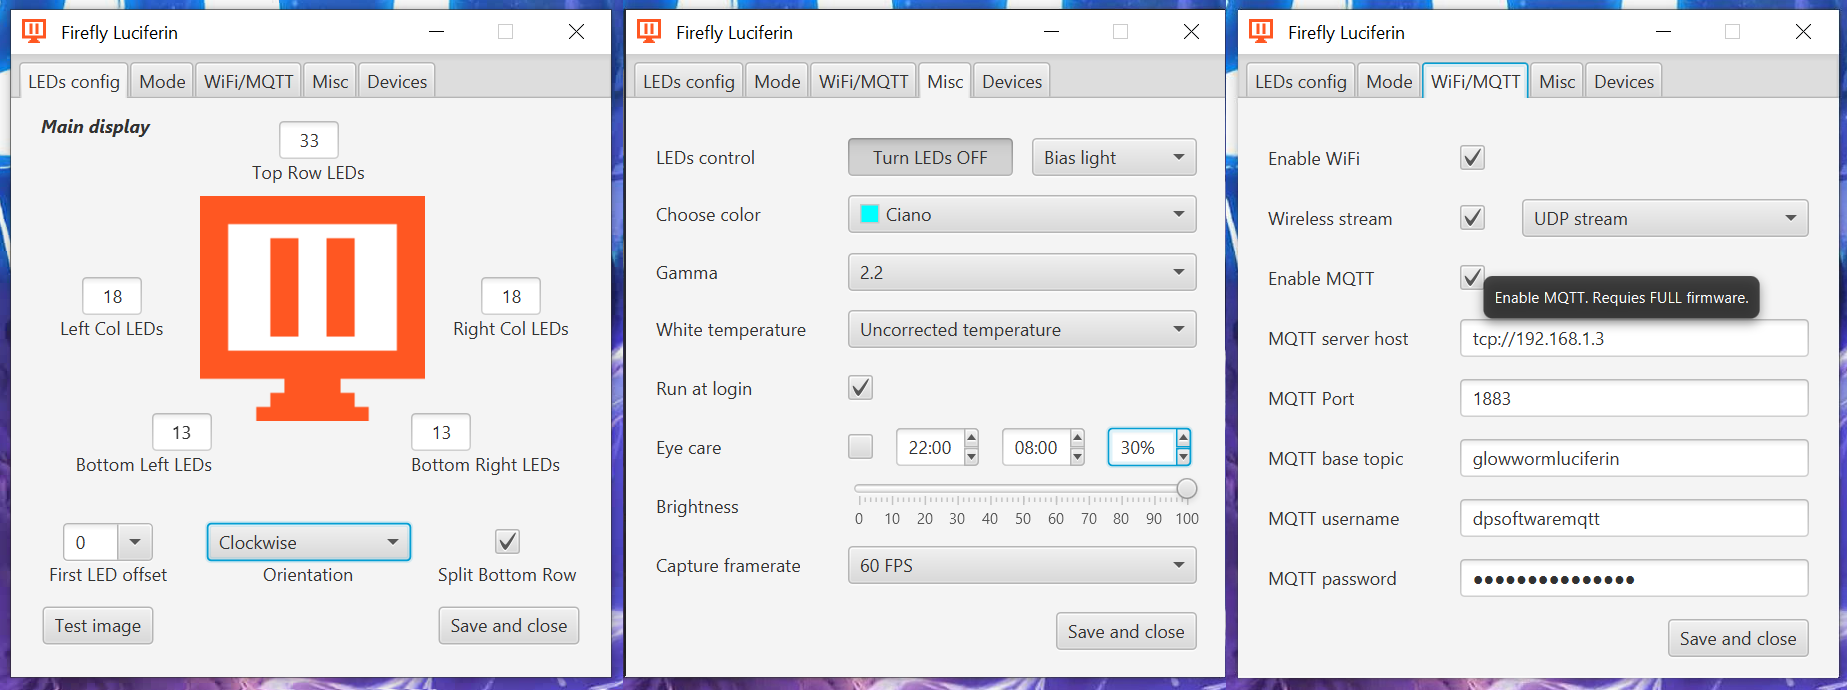 Firefly Luciferin
LEDs config Mode WiFi/MQTT Misc Devices
Main display
33
Top Row LEDs
18
Left Col LEDs
18
Right Col LEDs
13
Bottom Left LEDs
13
Bottom Right LEDs
0
First LED offset
Clockwise
Orientation
Split Bottom Row
Test image
Save and close
Firefly Luciferin
LEDs config Mode WiFi/MQTT Misc Devices
LEDs control Turn LEDs OFF Bias light
Choose color Ciano
Gamma 2.2
White temperature Uncorrected temperature
Run at login
Eye care 22:00 08:00 30%
Brightness
0 10 20 30 40 50 60 70 80 90 100
Capture framerate 60 FPS
Save and close
Firefly Luciferin
LEDs config Mode WiFi/MQTT Misc Devices
Enable WiFi
Wireless stream UDP stream
Enable MQTT
Enable MQTT. Requies FULL firmware.
MQTT server host tcp://192.168.1.3
MQTT Port 1883
MQTT base topic glowwormluciferin
MQTT username dpsoftwaremqtt
MQTT password ●●●●●●●●●●●●●●●
Save and close